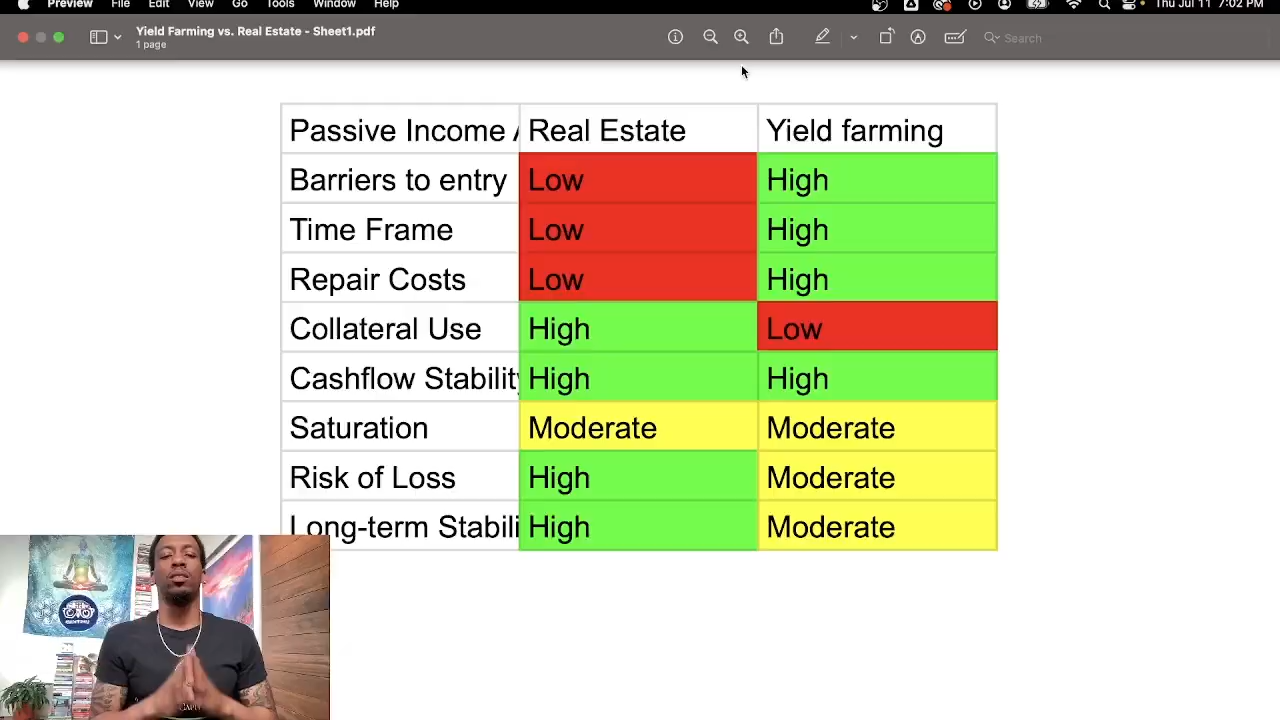 Preview File Edit View Go Tools Window Help Thu Jul 11 7:02 PM
Yield Farming vs. Real Estate - Sheet1.pdf
1 page
Search
Passive Income Real Estate Yield farming
Barriers to entry Low High
Time Frame Low High
Repair Costs Low High
Collateral Use High Low
Cashflow Stability High High
Saturation Moderate Moderate
Risk of Loss High Moderate
Long-term Stabili High Moderate